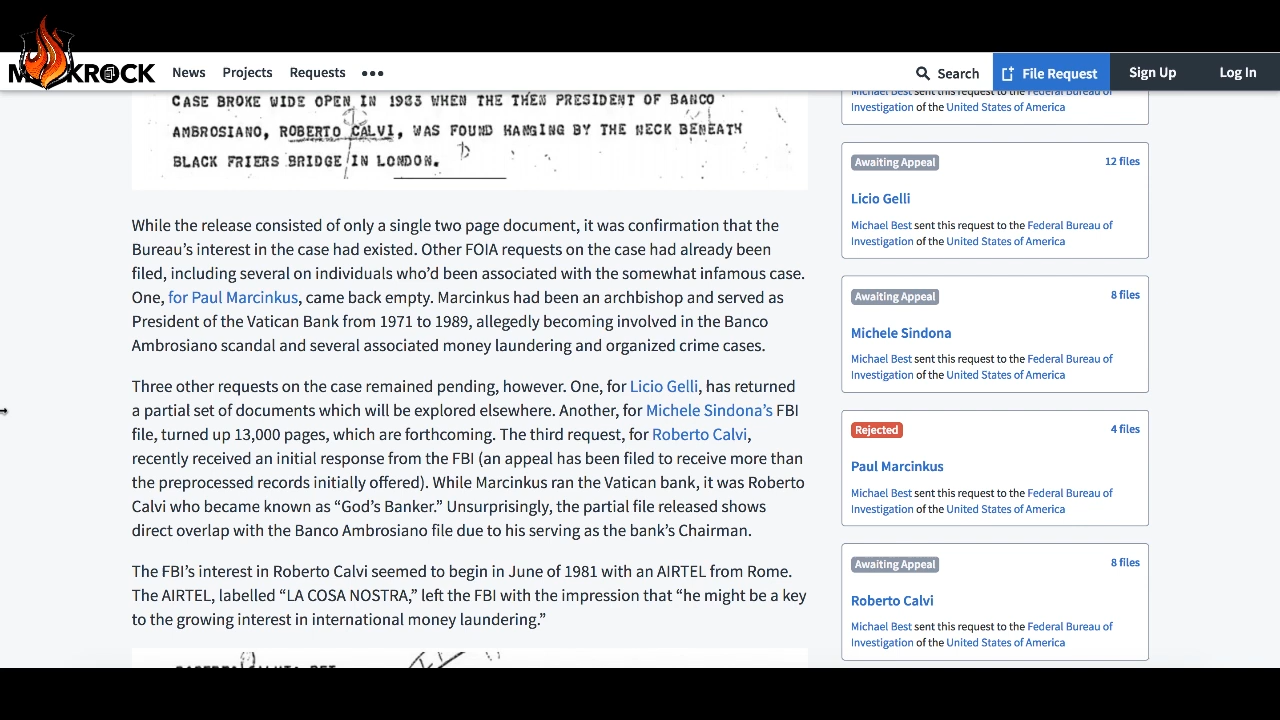 M KROCK
News Projects Requests •••
Search File Request Sign Up Log In
CASE BROKE WIDE OPEN IN 1983 WHEN THE THEN PRESIDENT OF BANCO
AMBROSIANO, ROBERTO CALVI, WAS FOUND HANGING BY THE NECK BENEATH
BLACK FRIERS BRIDGE IN LONDON.
While the release consisted of only a single two page document, it was confirmation that the
Bureau’s interest in the case had existed. Other FOIA requests on the case had already been
filed, including several on individuals who’d been associated with the somewhat infamous case.
One, for Paul Marcinkus, came back empty. Marcinkus had been an archbishop and served as
President of the Vatican Bank from 1971 to 1989, allegedly becoming involved in the Banco
Ambrosiano scandal and several associated money laundering and organized crime cases.
Three other requests on the case remained pending, however. One, for Licio Gelli, has returned
a partial set of documents which will be explored elsewhere. Another, for Michele Sindona’s FBI
file, turned up 13,000 pages, which are forthcoming. The third request, for Roberto Calvi,
recently received an initial response from the FBI (an appeal has been filed to receive more than
the preprocessed records initially offered). While Marcinkus ran the Vatican bank, it was Roberto
Calvi who became known as “God’s Banker.” Unsurprisingly, the partial file released shows
direct overlap with the Banco Ambrosiano file due to his serving as the bank’s Chairman.
The FBI’s interest in Roberto Calvi seemed to begin in June of 1981 with an AIRTEL from Rome.
The AIRTEL, labelled “LA COSA NOSTRA,” left the FBI with the impression that “he might be a key
to the growing interest in international money laundering.”
Michael Best sent this request to the Federal Bureau of
Investigation of the United States of America
Awaiting Appeal 12 files
Licio Gelli
Michael Best sent this request to the Federal Bureau of
Investigation of the United States of America
Awaiting Appeal 8 files
Michele Sindona
Michael Best sent this request to the Federal Bureau of
Investigation of the United States of America
Rejected 4 files
Paul Marcinkus
Michael Best sent this request to the Federal Bureau of
Investigation of the United States of America
Awaiting Appeal 8 files
Roberto Calvi
Michael Best sent this request to the Federal Bureau of
Investigation of the United States of America